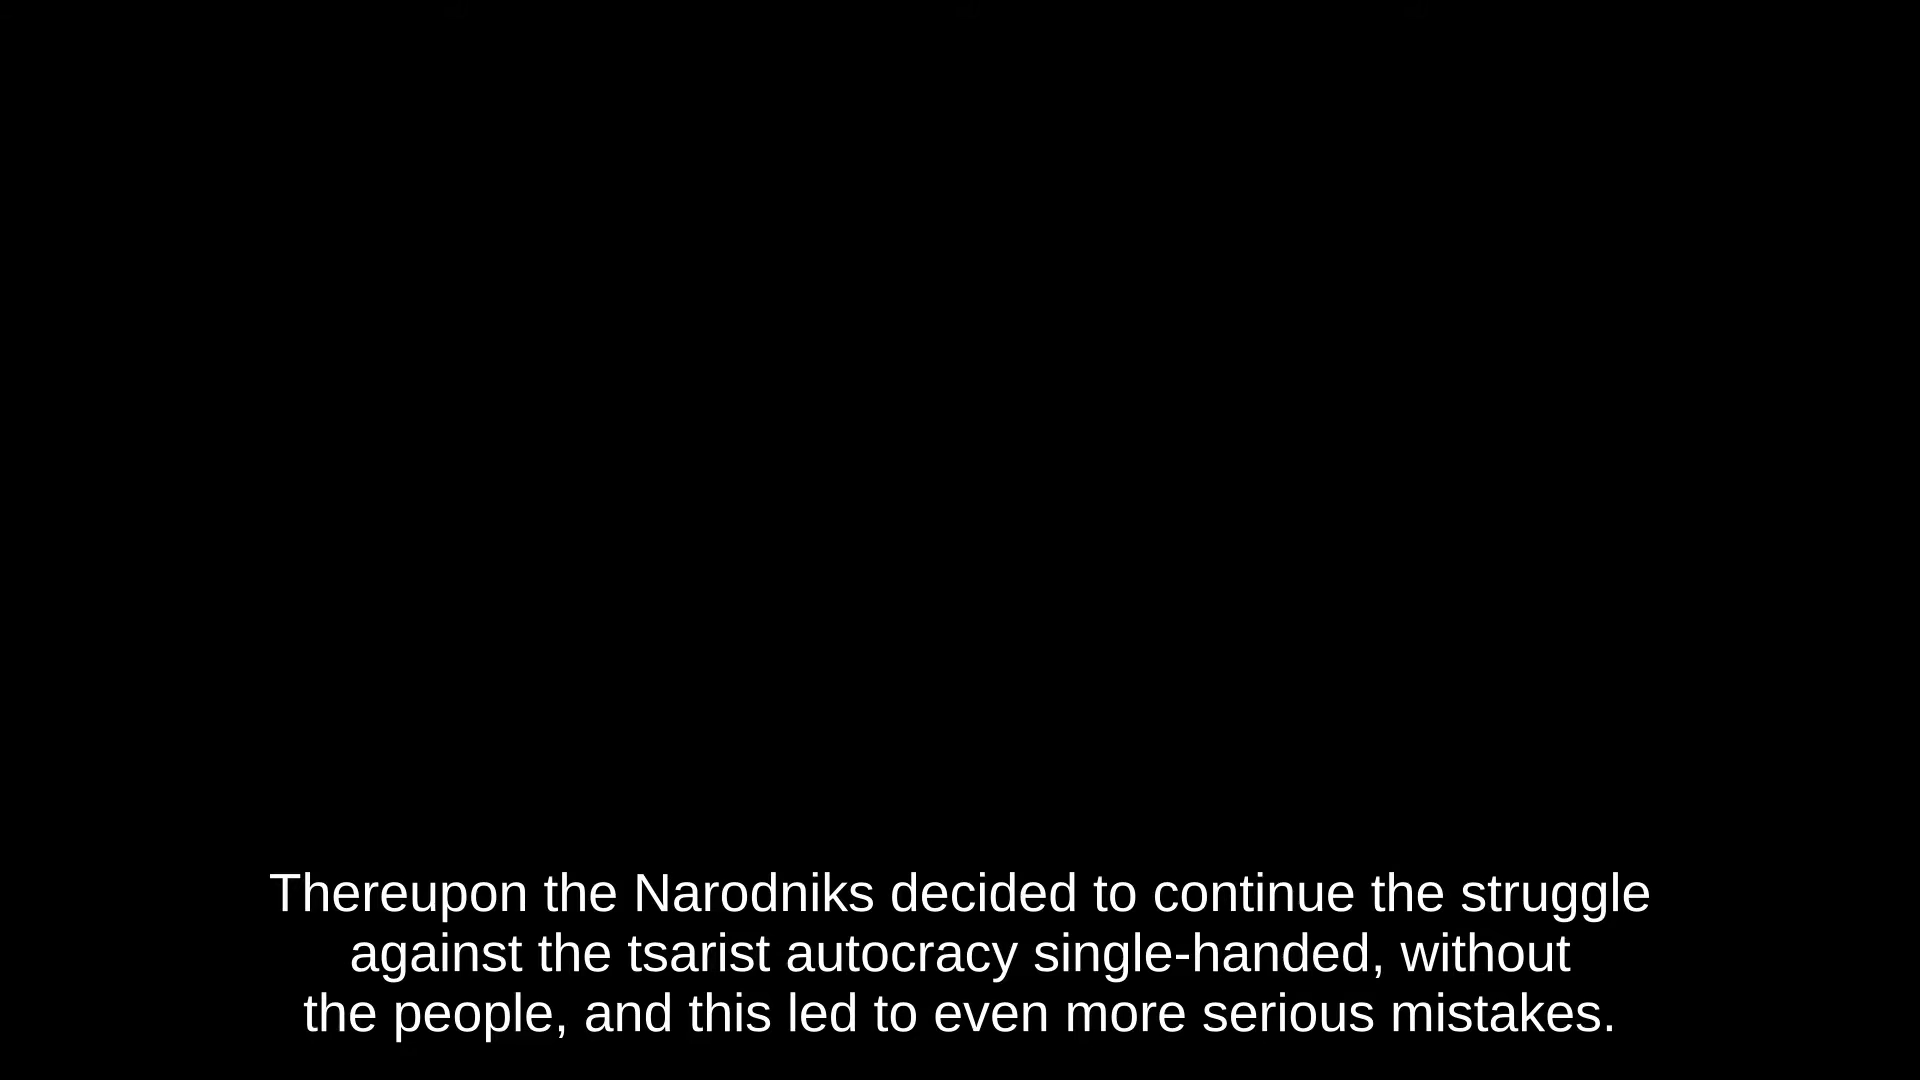 Thereupon the Narodniks decided to continue the struggle
against the tsarist autocracy single-handed, without
the people, and this led to even more serious mistakes.